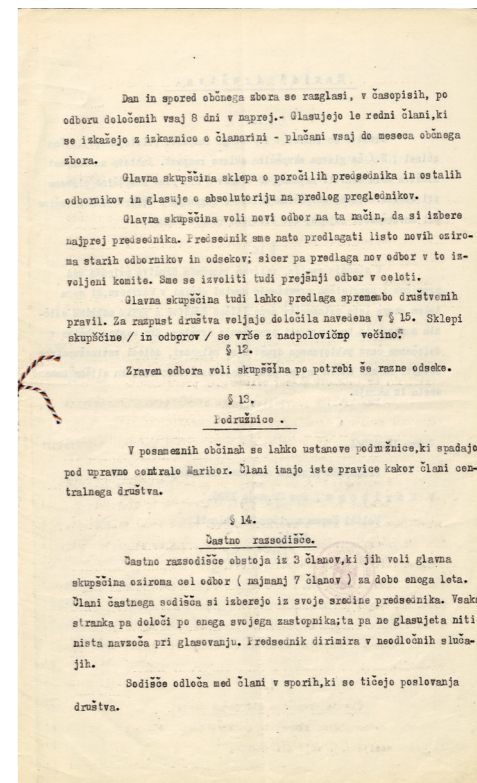 Dan in spored občnega zbora se razglasi, v časopisih, po
odboru določenih vsaj 8 dni v naprej.- Glasujejo le redni člani,ki
se izkažejo z izkaznico o članarini - plačani vsaj do meseca občnega
zbora.
Glavna skupščina sklepa o poročilih predsednika in ostalih
odbornikov in glasuje o absolutoriju na predlog preglednikov.
Glavna skupščina voli novi odbor na ta način, da si izbere
najprej predsednika. Predsednik sme nato predlagati listo novih oziro-
ma starih odbornikov in odsekov; sicer pa predlaga nov odbor v to iz-
voljeni komite. Sme se izvoliti tudi prejšnji odbor v celoti.
Glavna skupščina tudi lahko predlaga spremembo društvenih
pravil. Za razpust društva veljajo določila navedena v § 15. Sklepi
skupščine / in odborov / se vrše z nadpolovično večino."
§ 12.
Zraven odbora voli skupščina po potrebi še razne odseke.
§ 13.
Podružnice .
V posameznih občinah se lahko ustanove podružnice,ki spadajo
pod upravno centralo Maribor. Člani imajo iste pravice kakor člani cen-
tralnega društva.
§ 14.
Častno razsodišče.
Častno razsodišče obstoja iz 3 članov,ki jih voli glavna
skupščina oziroma cel odbor ( najmanj 7 članov ) za dobo enega leta.
Člani častnega sodišča si izberejo iz svoje sredine predsednika. Vsaka
stranka pa določi po enega svojega zastopnika;ta pa ne glasujeta niti
nista navzoča pri glasovanju. Predsednik dirimira v neodločnih sluča-
jih.
Sodišče odloča med člani v sporih,ki se tičejo poslovanja
društva.